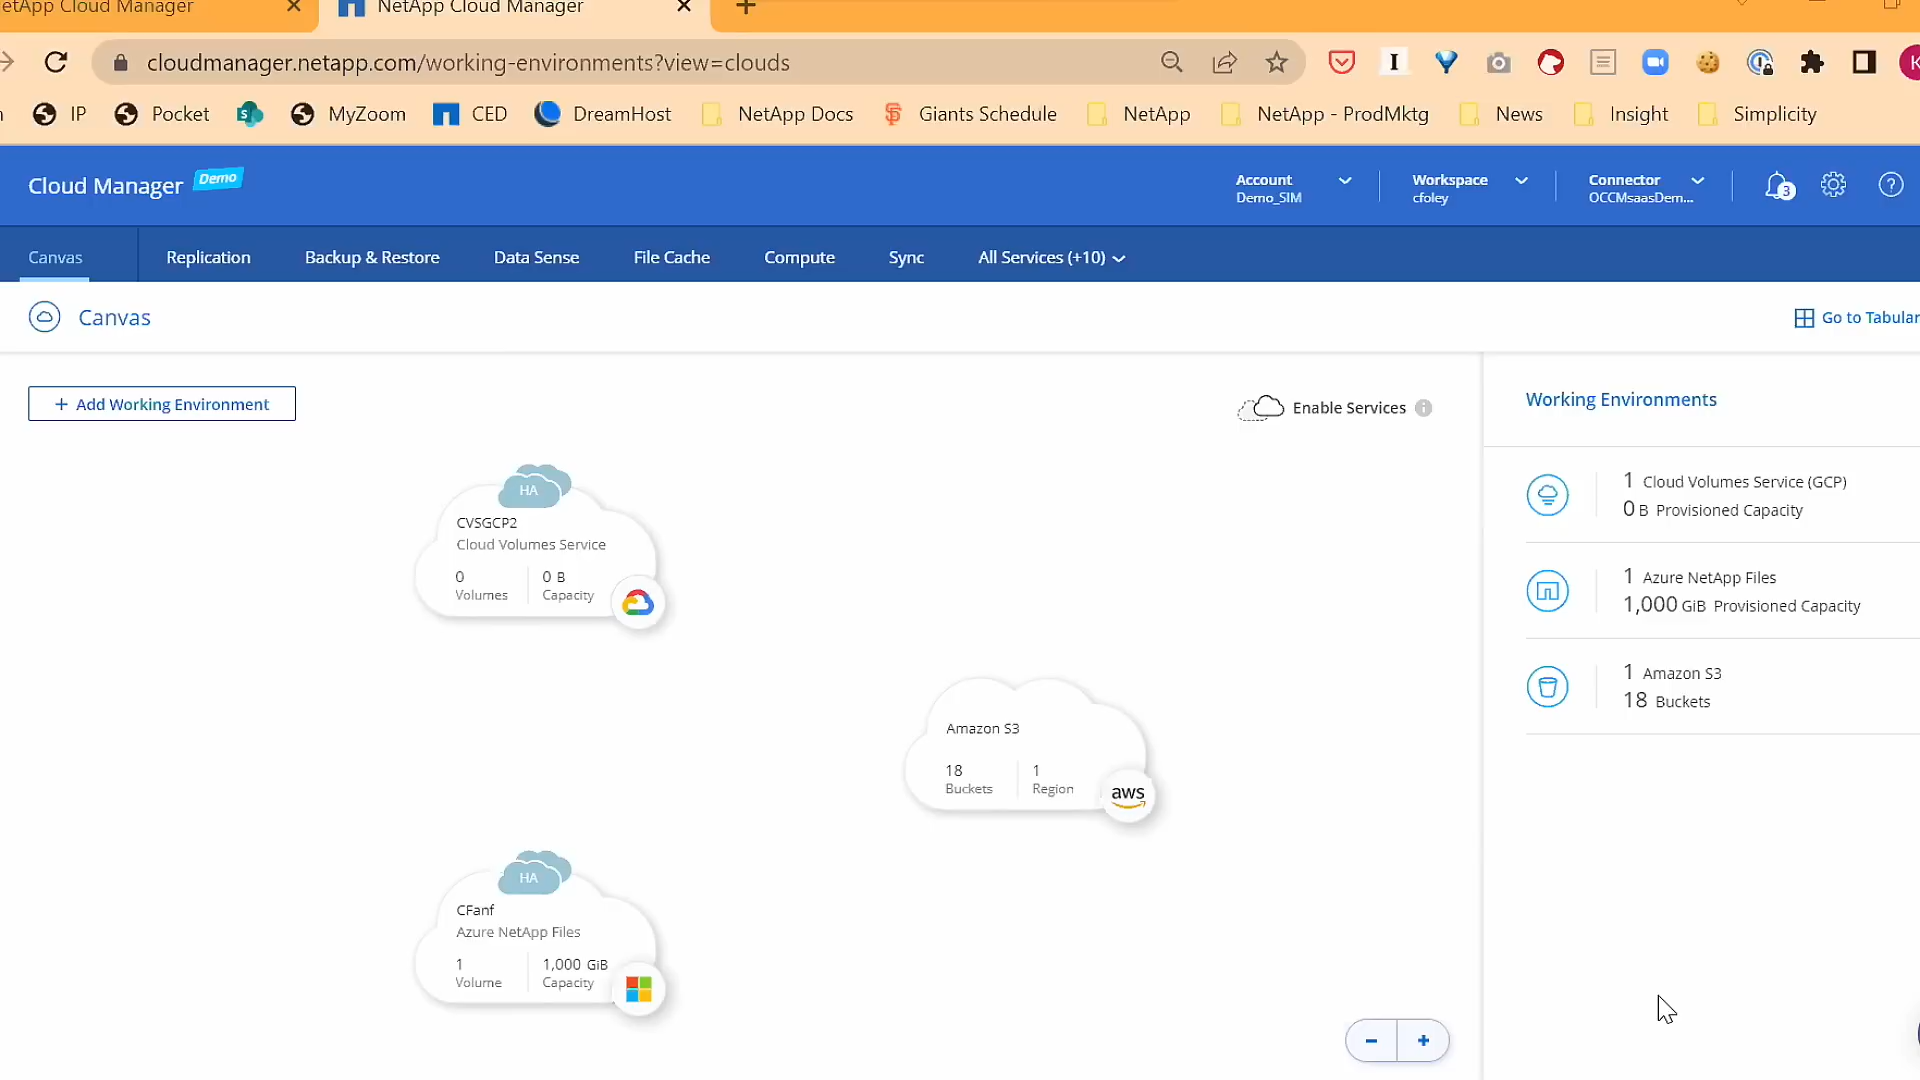 etApp Cloud Manager
NetApp Cloud Manager
cloudmanager.netapp.com/working-environments?view=clouds
IP
Pocket
MyZoom
CED
DreamHost
NetApp Docs
Giants Schedule
NetApp
NetApp - ProdMktg
News
Insight
Simplicity
Cloud Manager
Demo
Account
Demo_SIM
Workspace
cfoley
Connector
OCCMsaasDem...
3
Canvas
Replication
Backup & Restore
Data Sense
File Cache
Compute
Sync
All Services (+10)
Canvas
Go to Tabular
+ Add Working Environment
Enable Services
Working Environments
1 Cloud Volumes Service (GCP)
0 B Provisioned Capacity
1 Azure NetApp Files
1,000 GiB Provisioned Capacity
1 Amazon S3
18 Buckets
HA
CVSGCP2
Cloud Volumes Service
0 0 B
Volumes Capacity
Amazon S3
18 1
Buckets Region
aws
HA
CFanf
Azure NetApp Files
1 1,000 GiB
Volume Capacity